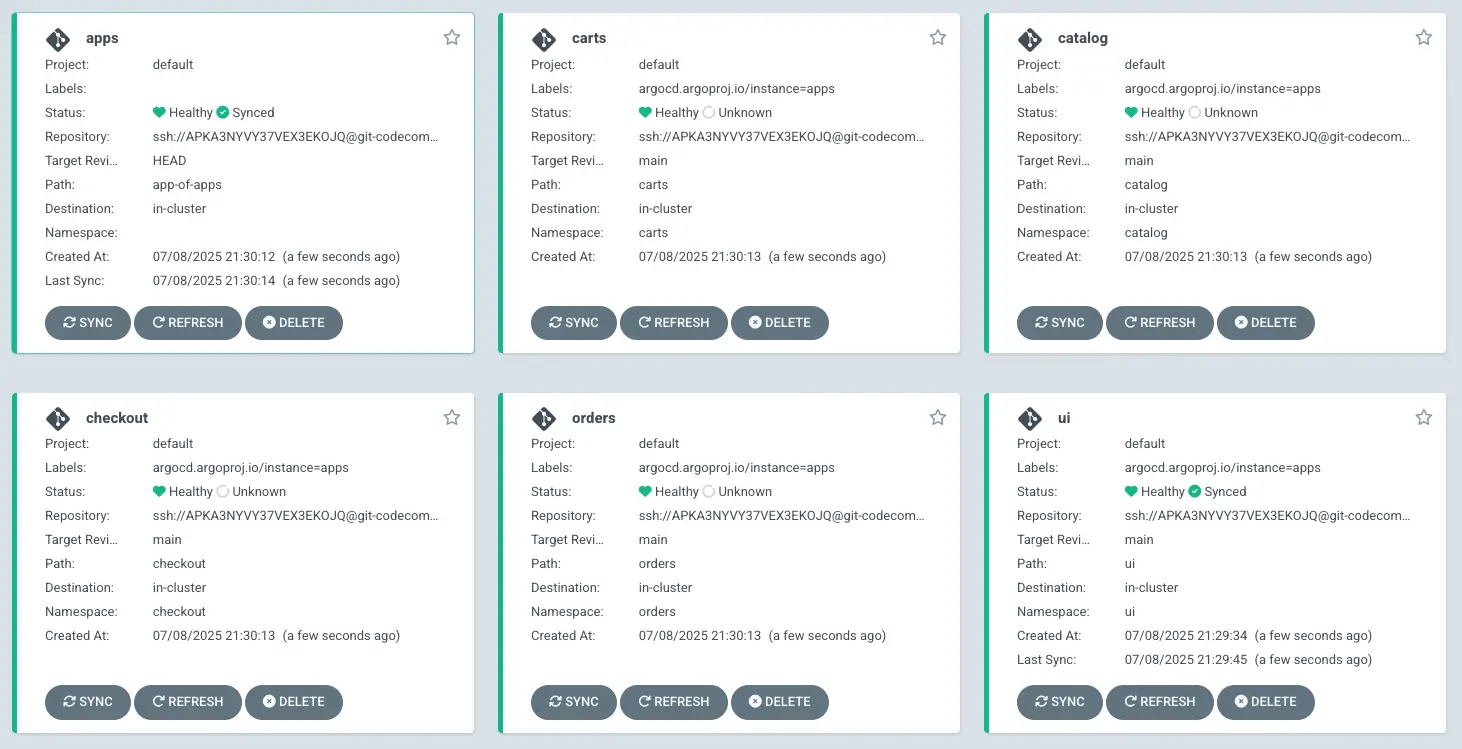 apps
Project: default
Labels:
Status: Healthy Synced
Repository: ssh://APKA3NYVY37VEX3EKOJQ@git-codecom...
Target Revi... HEAD
Path: app-of-apps
Destination: in-cluster
Namespace:
Created At: 07/08/2025 21:30:12 (a few seconds ago)
Last Sync: 07/08/2025 21:30:14 (a few seconds ago)
SYNC REFRESH DELETE
carts
Project: default
Labels: argocd.argoproj.io/instance=apps
Status: Healthy Unknown
Repository: ssh://APKA3NYVY37VEX3EKOJQ@git-codecom...
Target Revi... main
Path: carts
Destination: in-cluster
Namespace: carts
Created At: 07/08/2025 21:30:13 (a few seconds ago)
SYNC REFRESH DELETE
catalog
Project: default
Labels: argocd.argoproj.io/instance=apps
Status: Healthy Unknown
Repository: ssh://APKA3NYVY37VEX3EKOJQ@git-codecom...
Target Revi... main
Path: catalog
Destination: in-cluster
Namespace: catalog
Created At: 07/08/2025 21:30:13 (a few seconds ago)
SYNC REFRESH DELETE
checkout
Project: default
Labels: argocd.argoproj.io/instance=apps
Status: Healthy Unknown
Repository: ssh://APKA3NYVY37VEX3EKOJQ@git-codecom...
Target Revi... main
Path: checkout
Destination: in-cluster
Namespace: checkout
Created At: 07/08/2025 21:30:13 (a few seconds ago)
SYNC REFRESH DELETE
orders
Project: default
Labels: argocd.argoproj.io/instance=apps
Status: Healthy Unknown
Repository: ssh://APKA3NYVY37VEX3EKOJQ@git-codecom...
Target Revi... main
Path: orders
Destination: in-cluster
Namespace: orders
Created At: 07/08/2025 21:30:13 (a few seconds ago)
SYNC REFRESH DELETE
ui
Project: default
Labels: argocd.argoproj.io/instance=apps
Status: Healthy Synced
Repository: ssh://APKA3NYVY37VEX3EKOJQ@git-codecom...
Target Revi... main
Path: ui
Destination: in-cluster
Namespace: ui
Created At: 07/08/2025 21:29:34 (a few seconds ago)
Last Sync: 07/08/2025 21:29:45 (a few seconds ago)
SYNC REFRESH DELETE